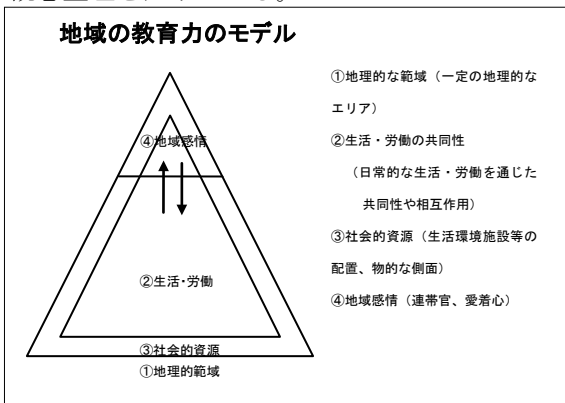 地域の教育力のモデル
①地理的な範域（一定の地理的な
エリア）
②生活・労働の共同性
（日常的な生活・労働を通じた
共同性や相互作用）
③社会的資源（生活環境施設等の
配置、物的な側面）
④地域感情（連帯官、愛着心）
④地域感情
②生活・労働
③社会的資源
①地理的範域